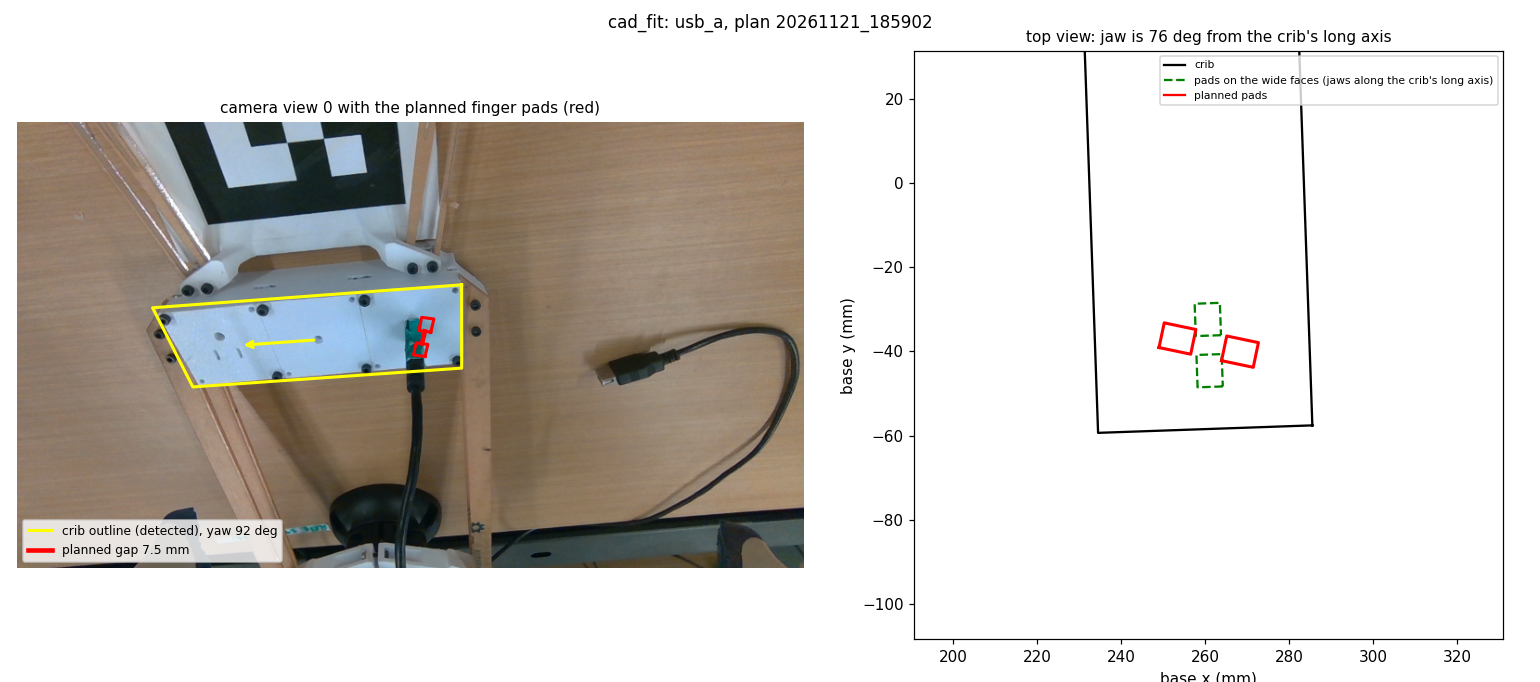 cad_fit: usb_a, plan 20261121_185902
camera view 0 with the planned finger pads (red)
crib outline (detected), yaw 92 deg
planned gap 7.5 mm
top view: jaw is 76 deg from the crib's long axis
crib
pads on the wide faces (jaws along the crib's long axis)
planned pads
base y (mm)
20
0
−20
−40
−60
−80
−100
200
220
240
260
280
300
320
base x (mm)